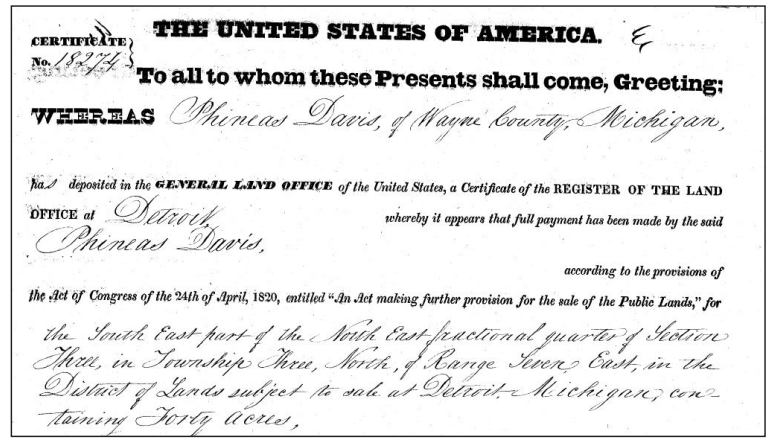 THE UNITED STATES OF AMERICA.
CERTIFICATE
No. 18274
To all to whom these Presents shall come, Greeting:
WHEREAS Phineas Davis, of Wayne County, Michigan,
has deposited in the GENERAL LAND OFFICE of the United States, a Certificate of the REGISTER OF THE LAND
OFFICE at Detroit, whereby it appears that full payment has been made by the said
Phineas Davis,
according to the provisions of
the Act of Congress of the 24th of April, 1820, entitled “An Act making further provision for the sale of the Public Lands,” for
the South East part of the North East fractional quarter of Section
Three, in Township Three, North, of Range Seven, East, in the
District of Lands subject to sale at Detroit, Michigan, con-
taining Forty Acres,